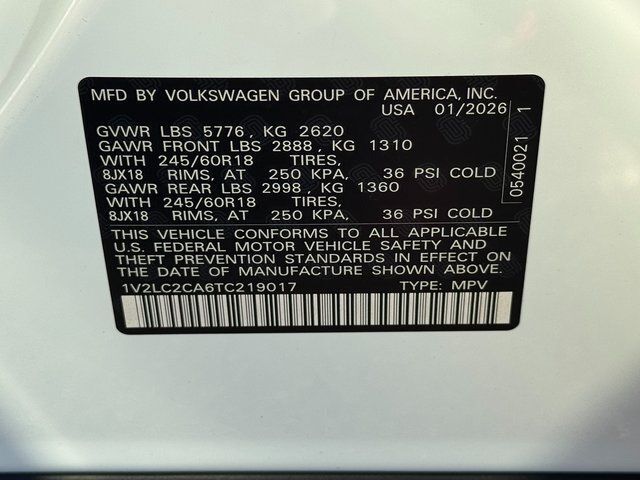 MFD BY VOLKSWAGEN GROUP OF AMERICA, INC.
USA 01/2026
GVWR LBS 5776, KG 2620
GAWR FRONT LBS 2888, KG 1310
WITH 245/60R18 TIRES,
8JX18 RIMS, AT 250 KPA, 36 PSI COLD
GAWR REAR LBS 2998, KG 1360
WITH 245/60R18 TIRES,
8JX18 RIMS, AT 250 KPA, 36 PSI COLD
THIS VEHICLE CONFORMS TO ALL APPLICABLE
U.S. FEDERAL MOTOR VEHICLE SAFETY AND
THEFT PREVENTION STANDARDS IN EFFECT ON
THE DATE OF MANUFACTURE SHOWN ABOVE.
1V2LC2CA6TC219017 TYPE: MPV
0540021 1